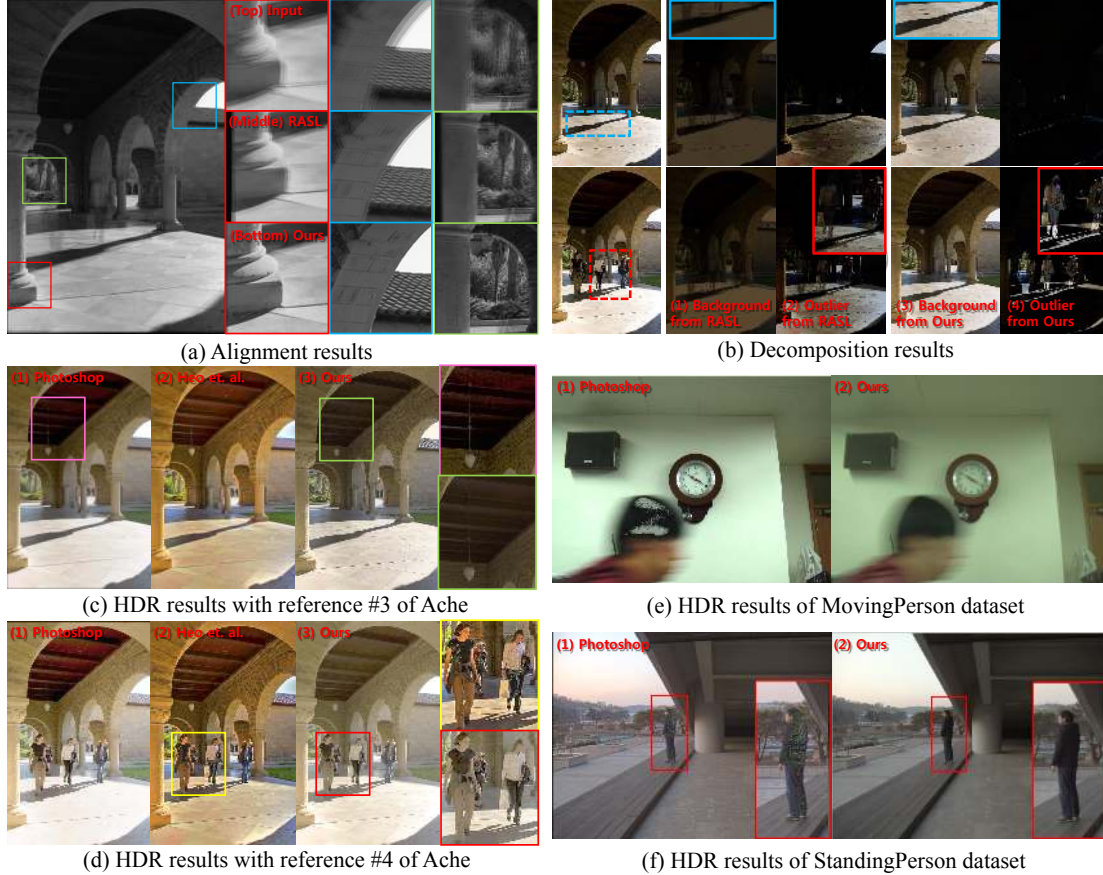 (Top) Input
(Middle) RASL
(Bottom) Ours
(a) Alignment results
(1) Background from RASL
(2) Outlier from RASL
(3) Background from Ours
(4) Outlier from Ours
(b) Decomposition results
(1) Photoshop
(2) Heo et. al.
(3) Ours
(c) HDR results with reference #3 of Ache
(1) Photoshop
(2) Ours
(e) HDR results of MovingPerson dataset
(1) Photoshop
(2) Heo et. al.
(3) Ours
(d) HDR results with reference #4 of Ache
(1) Photoshop
(2) Ours
(f) HDR results of StandingPerson dataset